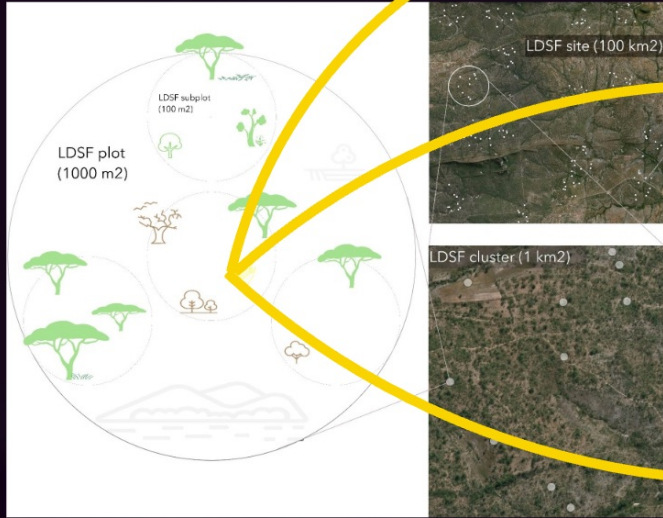 LDSF subplot
(100 m2)
LDSF plot
(1000 m2)
LDSF site (100 km2)
LDSF cluster (1 km2)